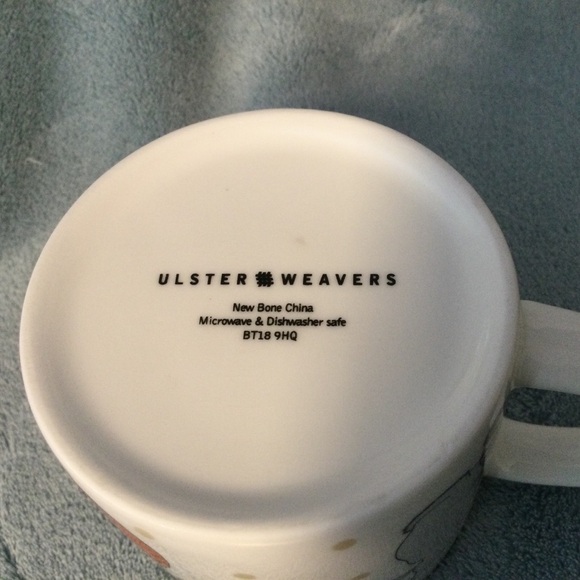 ULSTER WEAVERS
New Bone China
Microwave & Dishwasher safe
BT18 9HQ